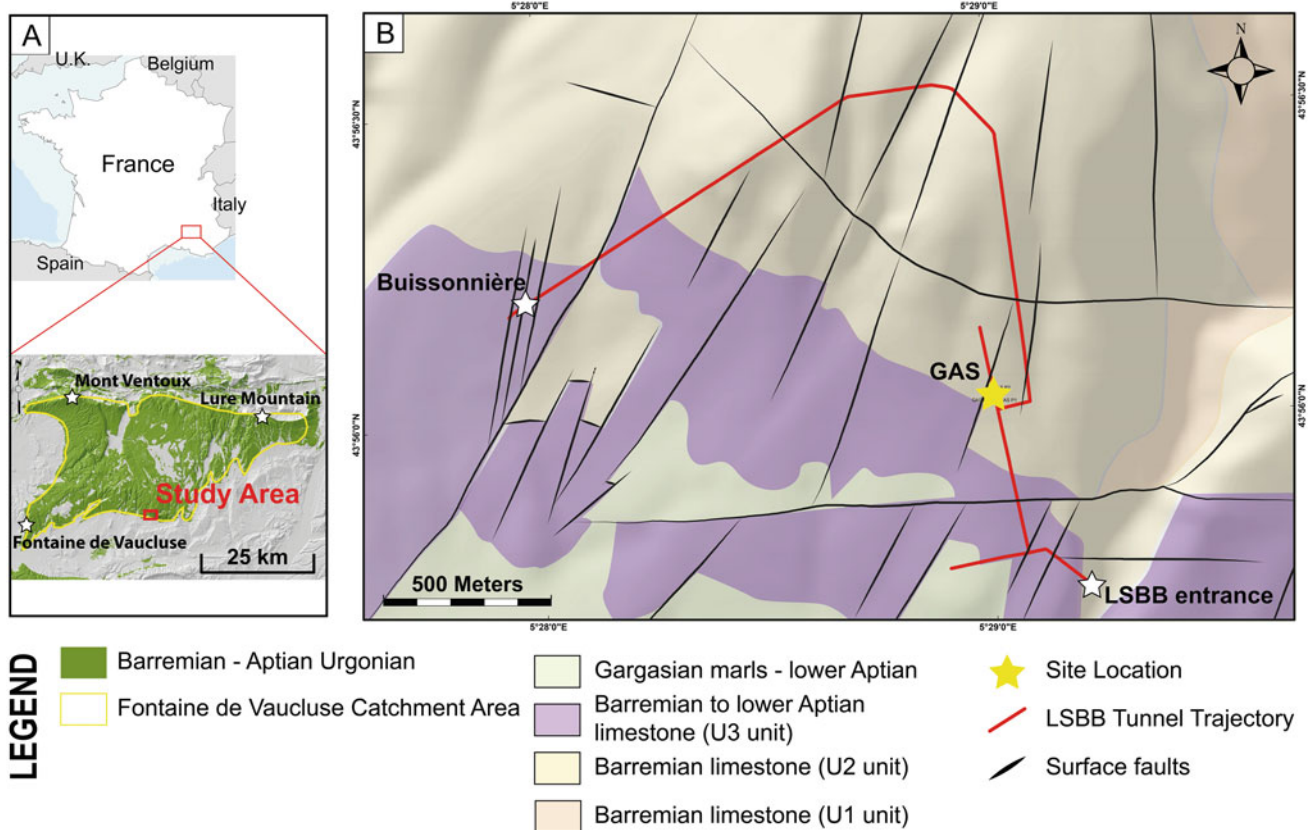 A
U.K.
Belgium
France
Italy
Spain
Mont Ventoux
Lure Mountain
Study Area
Fontaine de Vaucluse
25 km
B
5°28'0"E
5°29'0"E
N
43°56'30"N
43°56'30"N
Buissonnière
GAS
43°56'0"N
43°56'0"N
500 Meters
LSBB entrance
5°28'0"E
5°29'0"E
LEGEND
Barremian - Aptian Urgonian
Fontaine de Vaucluse Catchment Area
Gargasian marls - lower Aptian
Barremian to lower Aptian
limestone (U3 unit)
Barremian limestone (U2 unit)
Barremian limestone (U1 unit)
Site Location
LSBB Tunnel Trajectory
Surface faults